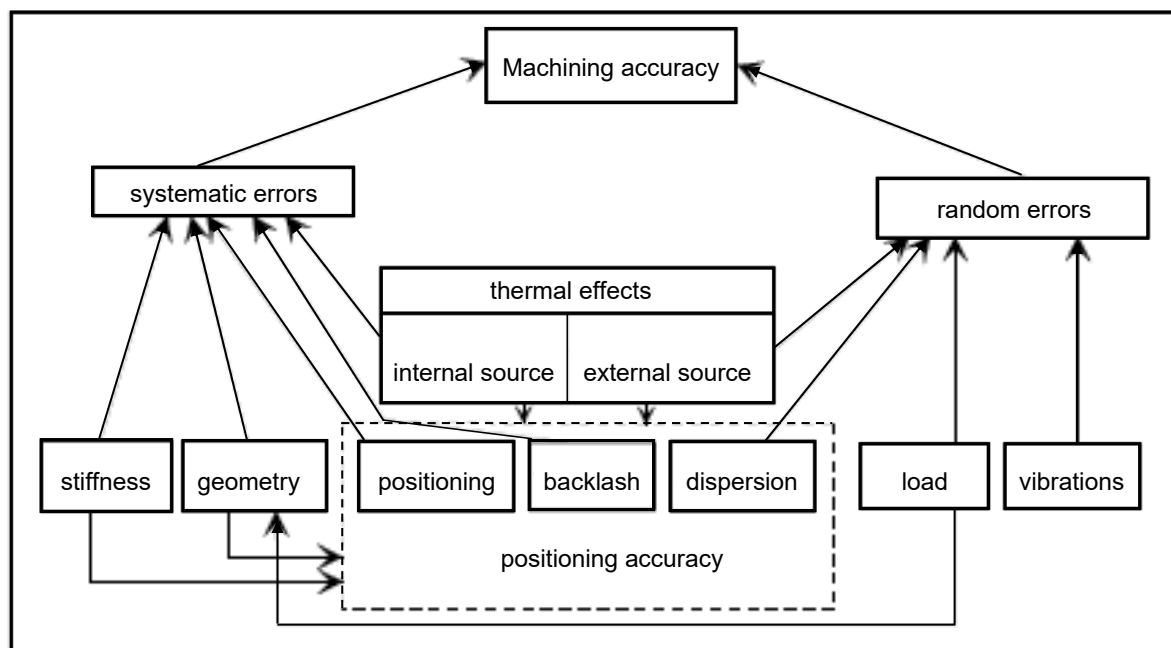 Machining accuracy
systematic errors
random errors
thermal effects
internal source
external source
stiffness
geometry
positioning
backlash
dispersion
load
vibrations
positioning accuracy